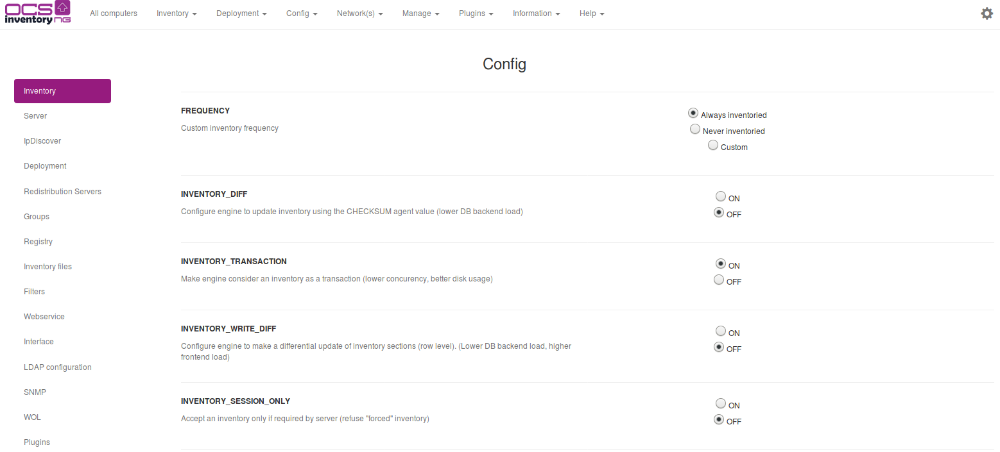 OCS
inventory NG
All computers Inventory Deployment Config Network(s) Manage Plugins Information Help
Config
Inventory
Server
IpDiscover
Deployment
Redistribution Servers
Groups
Registry
Inventory files
Filters
Webservice
Interface
LDAP configuration
SNMP
WOL
Plugins
FREQUENCY
Custom inventory frequency
Always inventoried
Never inventoried
Custom
INVENTORY_DIFF
Configure engine to update inventory using the CHECKSUM agent value (lower DB backend load)
ON
OFF
INVENTORY_TRANSACTION
Make engine consider an inventory as a transaction (lower concurency, better disk usage)
ON
OFF
INVENTORY_WRITE_DIFF
Configure engine to make a differential update of inventory sections (row level). (Lower DB backend load, higher
frontend load)
ON
OFF
INVENTORY_SESSION_ONLY
Accept an inventory only if required by server (refuse "forced" inventory)
ON
OFF